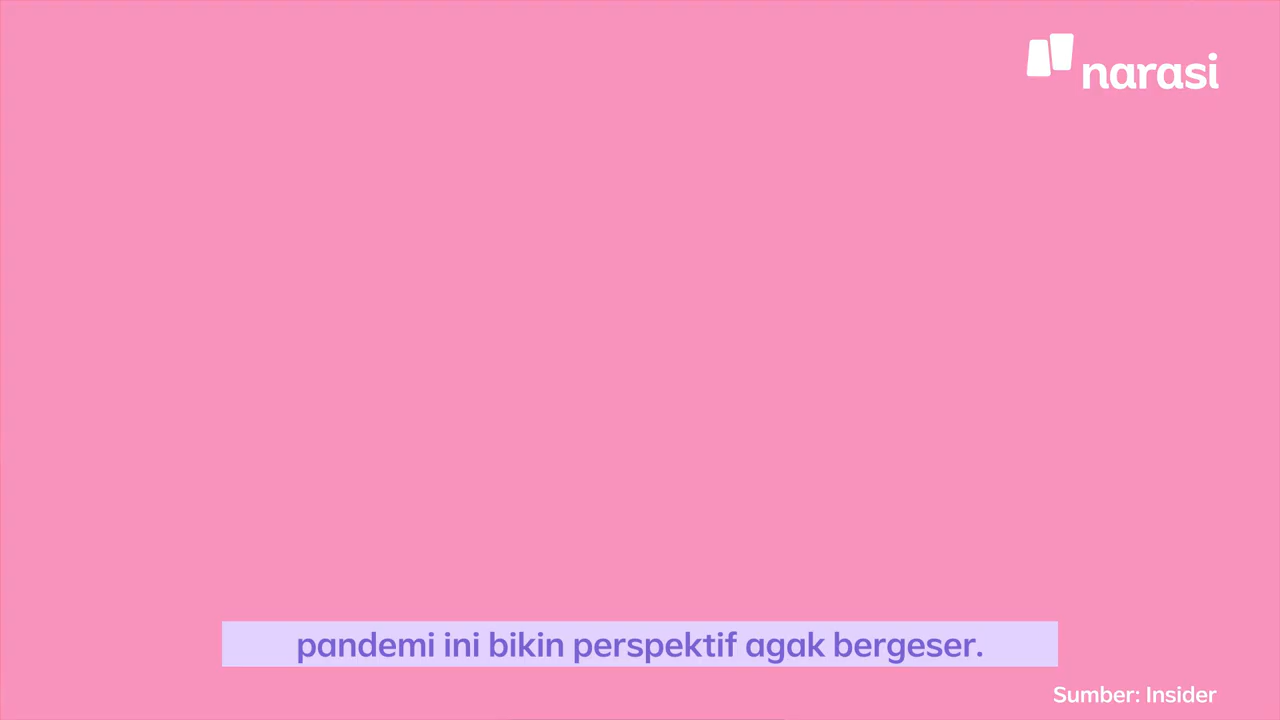 narasi
pandemi ini bikin perspektif agak bergeser.
Sumber: Insider